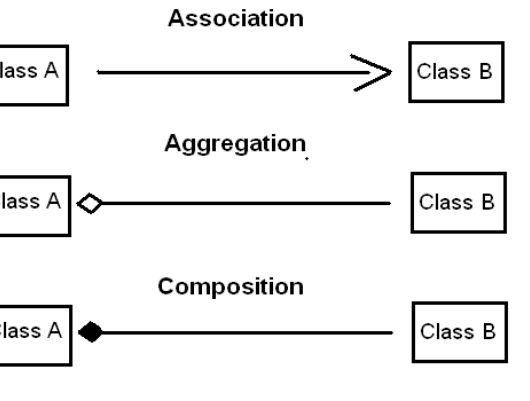 Association
lass A Class B
Aggregation
lass A Class B
Composition
lass A Class B